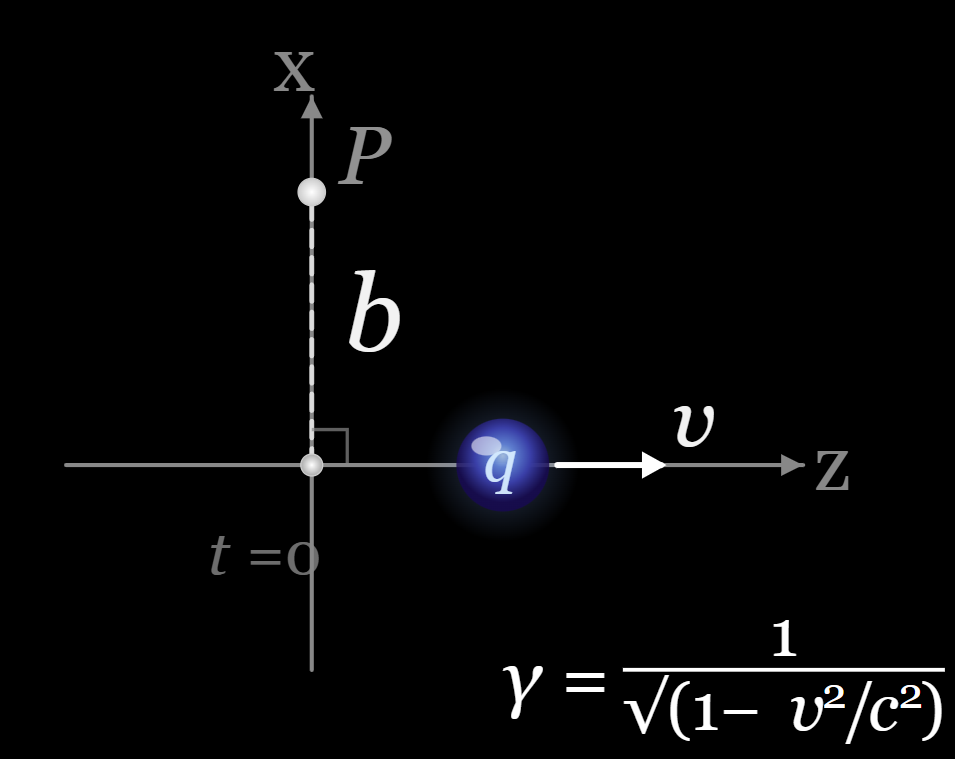 x
P
b
v
q
z
t =0
γ = 1/√(1− v²/c²)